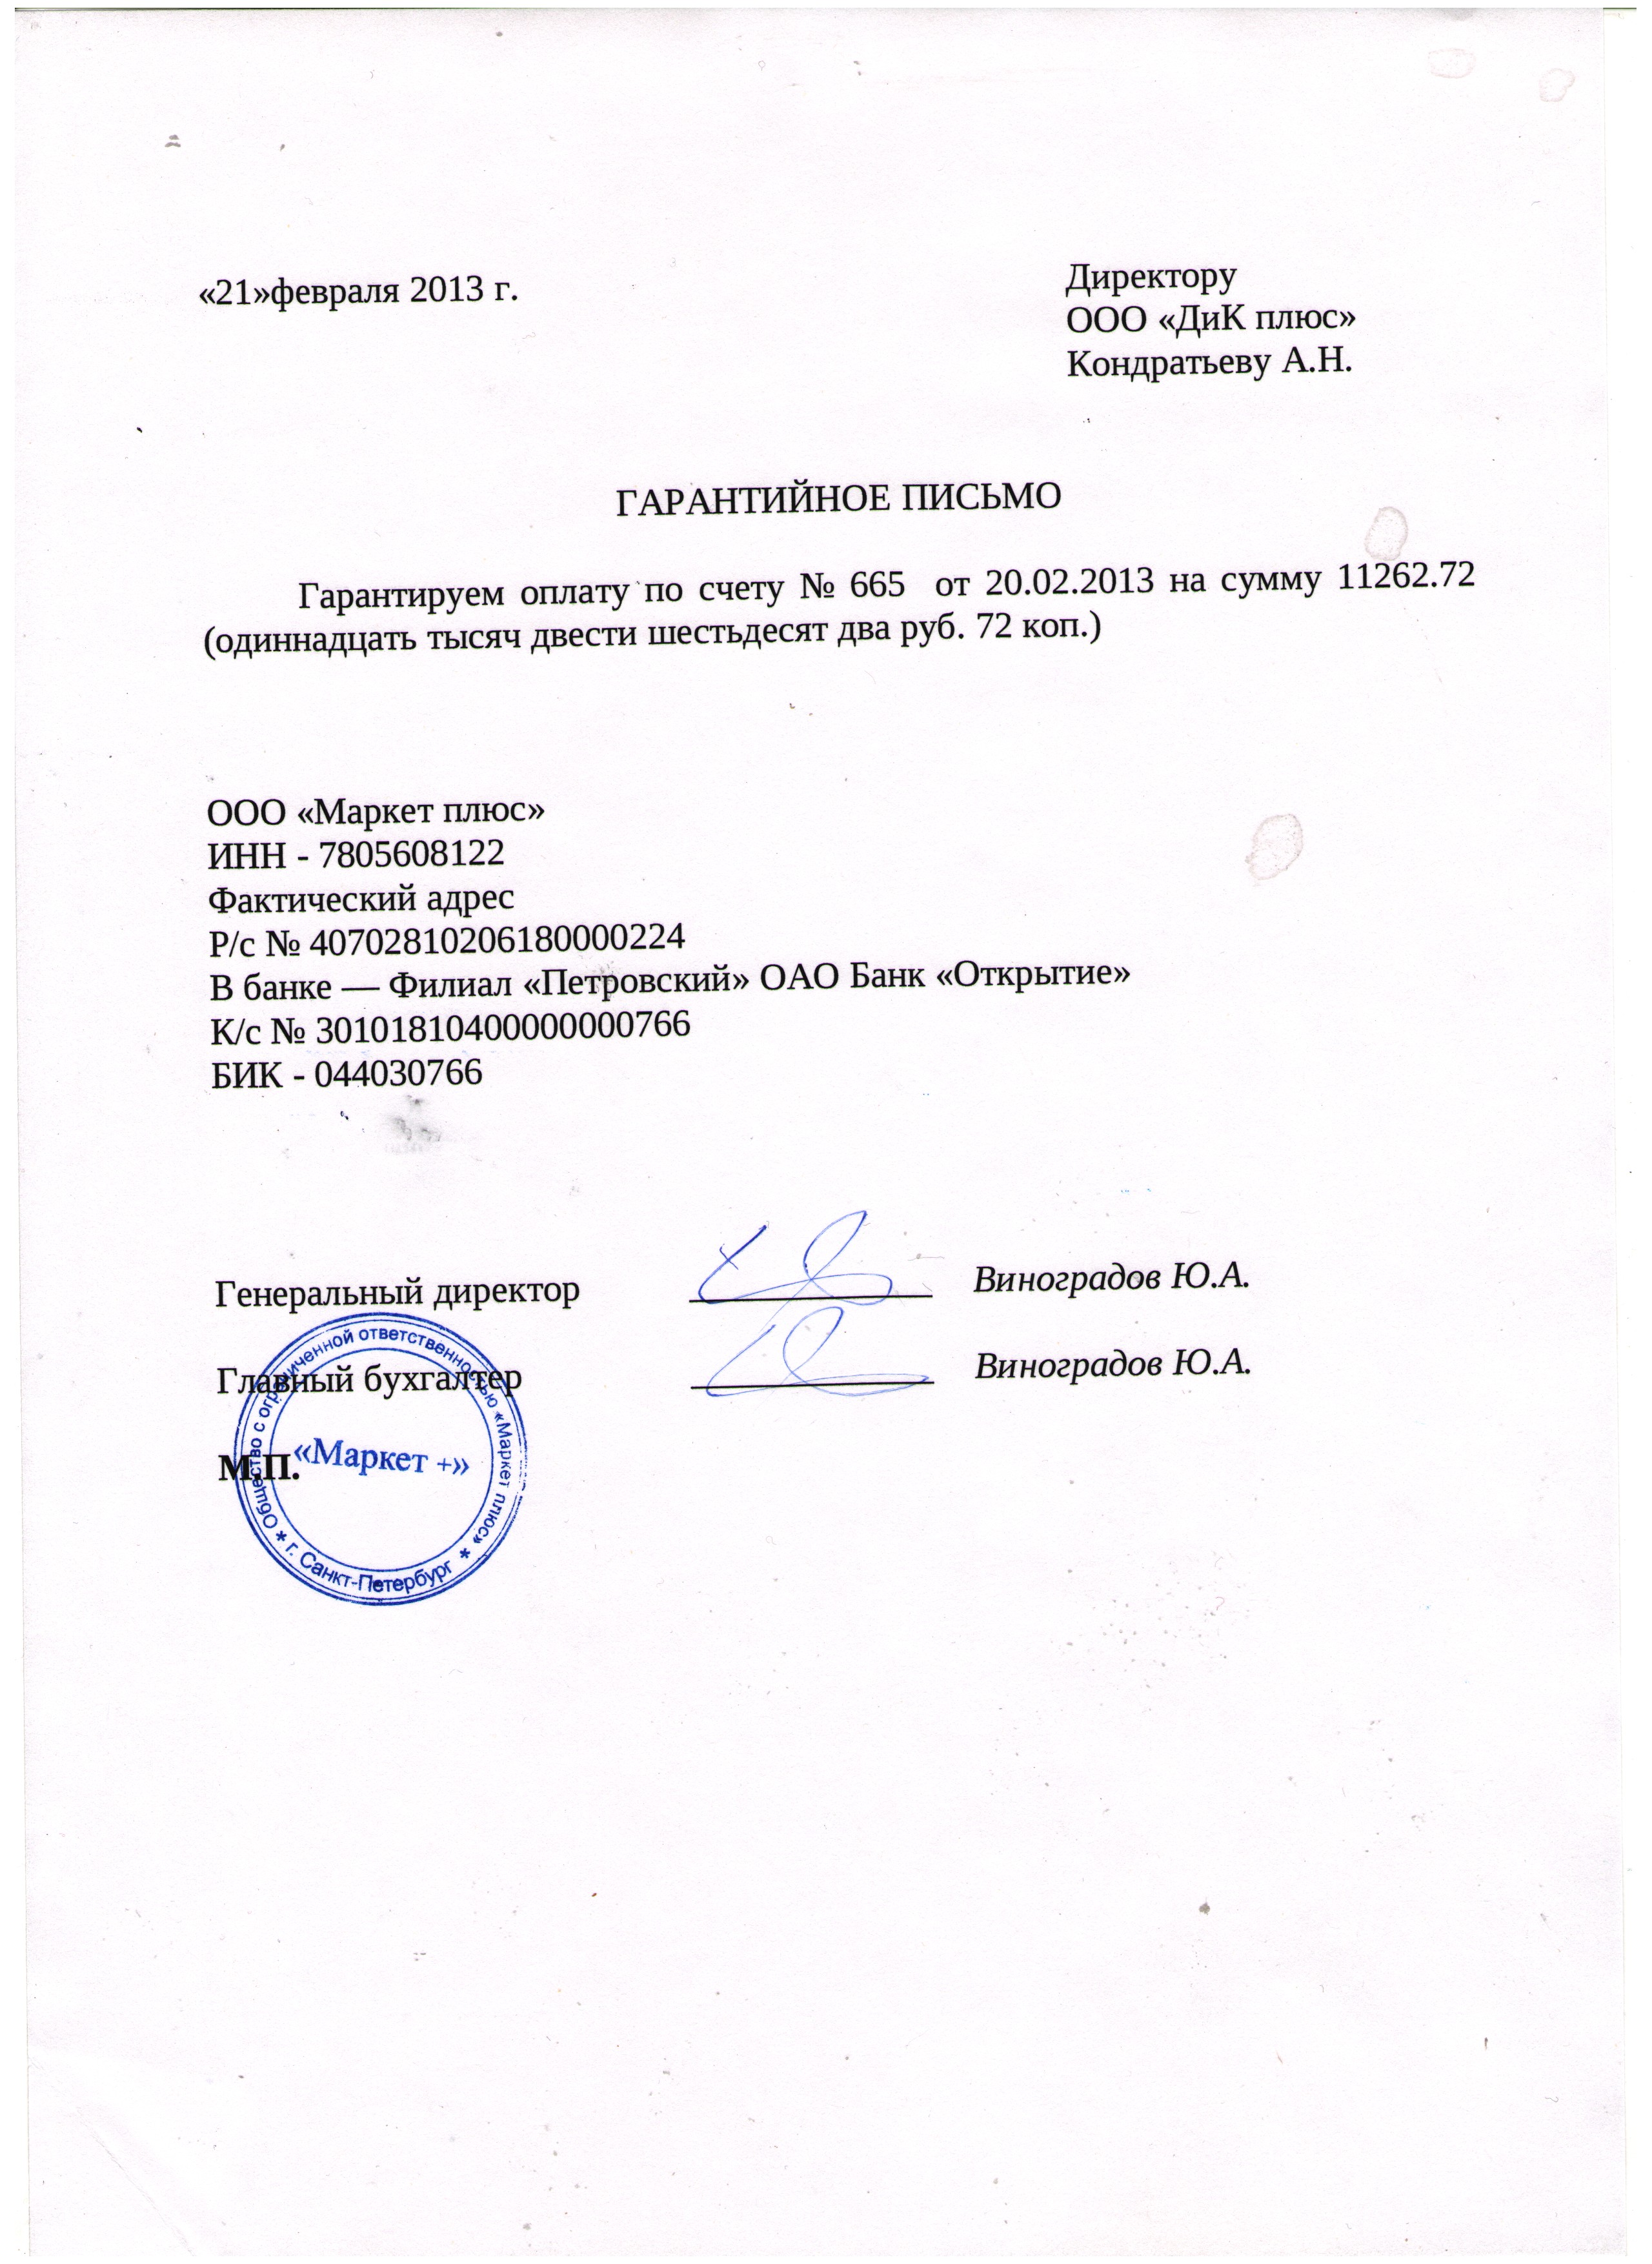 «21»февраля 2013 г.
Директору
ООО «ДиК плюс»
Кондратьеву А.Н.
ГАРАНТИЙНОЕ ПИСЬМО
Гарантируем оплату по счету № 665 от 20.02.2013 на сумму 11262.72
(одиннадцать тысяч двести шестьдесят два руб. 72 коп.)
ООО «Маркет плюс»
ИНН - 7805608122
Фактический адрес
Р/с № 40702810206180000224
В банке — Филиал «Петровский» ОАО Банк «Открытие»
К/с № 30101810400000000766
БИК - 044030766
Генеральный директор Виноградов Ю.А.
Главный бухгалтер Виноградов Ю.А.
М.П.
Общество с ограниченной ответственностью «Маркет плюс»
«Маркет +»
* г. Санкт-Петербург *